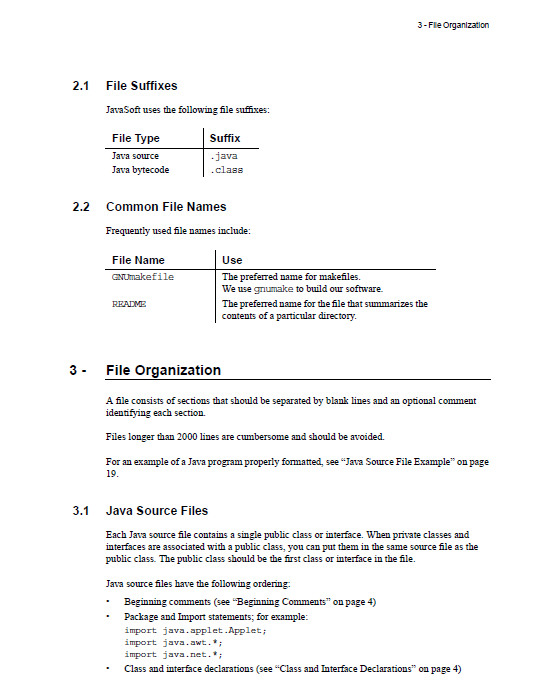 3 - File Organization
2.1 File Suffixes
JavaSoft uses the following file suffixes:
File Type Suffix
Java source .java
Java bytecode .class
2.2 Common File Names
Frequently used file names include:
File Name Use
GNUmakefile The preferred name for makefiles.
We use gnumake to build our software.
README The preferred name for the file that summarizes the
contents of a particular directory.
3 - File Organization
A file consists of sections that should be separated by blank lines and an optional comment
identifying each section.
Files longer than 2000 lines are cumbersome and should be avoided.
For an example of a Java program properly formatted, see “Java Source File Example” on page
19.
3.1 Java Source Files
Each Java source file contains a single public class or interface. When private classes and
interfaces are associated with a public class, you can put them in the same source file as the
public class. The public class should be the first class or interface in the file.
Java source files have the following ordering:
• Beginning comments (see “Beginning Comments” on page 4)
• Package and Import statements; for example:
import java.applet.Applet;
import java.awt.*;
import java.net.*;
• Class and interface declarations (see “Class and Interface Declarations” on page 4)